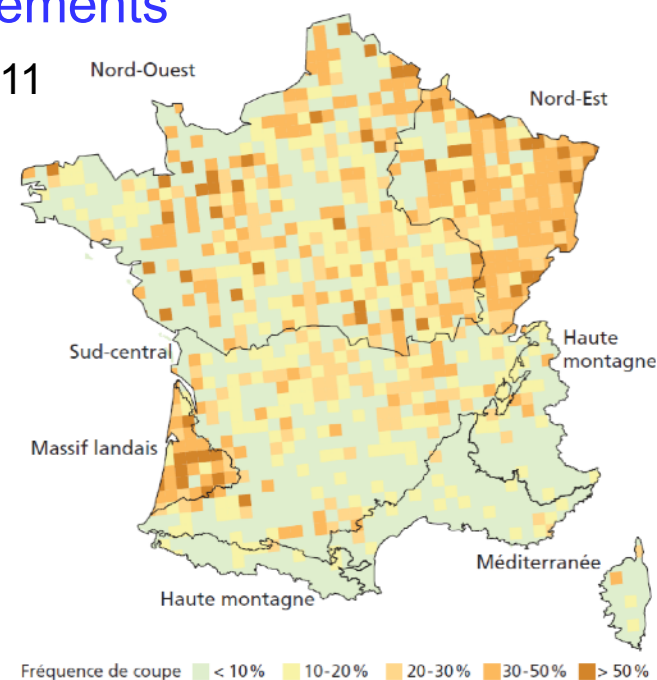 11
Nord-Ouest
Nord-Est
Sud-central
Haute
montagne
Massif landais
Méditerranée
Haute montagne
Fréquence de coupe < 10 % 10-20 % 20-30 % 30-50 % > 50 %